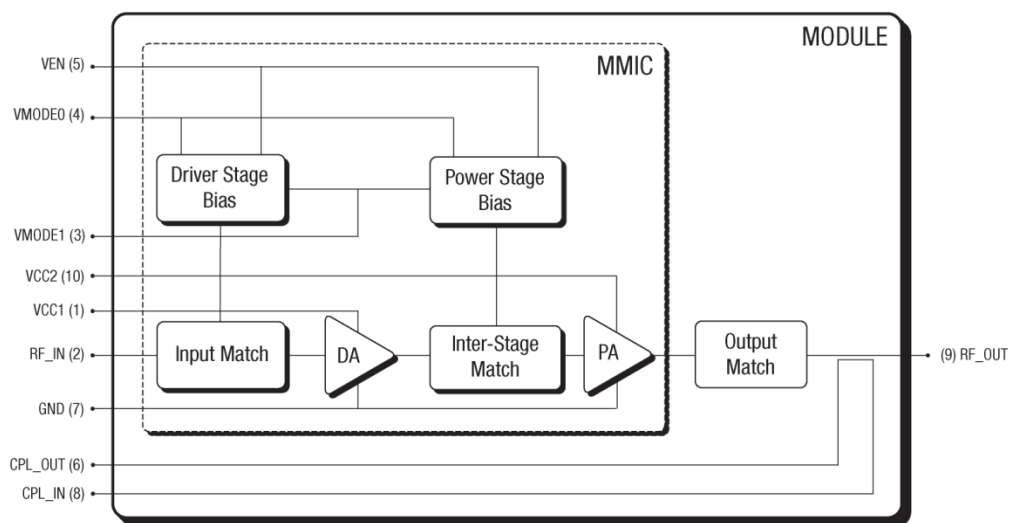 MODULE
MMIC
VEN (5)
VMODE0 (4)
Driver Stage
Bias
Power Stage
Bias
VMODE1 (3)
VCC2 (10)
VCC1 (1)
RF_IN (2)
Input Match
DA
Inter-Stage
Match
PA
Output
Match
(9) RF_OUT
GND (7)
CPL_OUT (6)
CPL_IN (8)